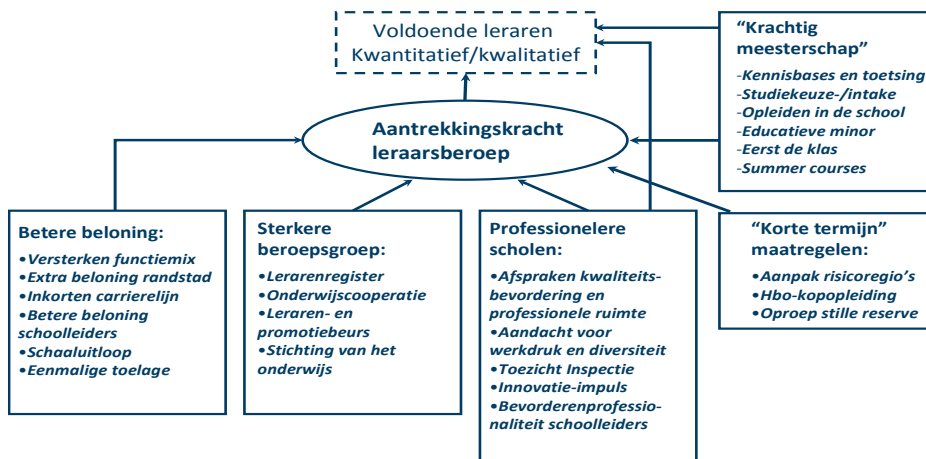 Voldoende leraren
Kwantitatief/kwalitatief
“Krachtig
meesterschap”
-Kennisbases en toetsing
-Studiekeuze-/intake
-Opleiden in de school
-Educatieve minor
-Eerst de klas
-Summer courses
Aantrekkingskracht
leraarsberoep
Betere beloning:
•Versterken functiemix
•Extra beloning randstad
•Inkorten carrierelijn
•Betere beloning
schoolleiders
•Schaaluitloop
•Eenmalige toelage
Sterkere
beroepsgroep:
•Lerarenregister
•Onderwijscooperatie
•Leraren- en
promotiebeurs
•Stichting van het
onderwijs
Professionelere
scholen:
•Afspraken kwaliteits-
bevordering en
professionele ruimte
•Aandacht voor
werkdruk en diversiteit
•Toezicht Inspectie
•Innovatie-impuls
•Bevorderenprofessio-
naliteit schoolleiders
“Korte termijn”
maatregelen:
•Aanpak risicoregio’s
•Hbo-kopopleiding
•Oproep stille reserve